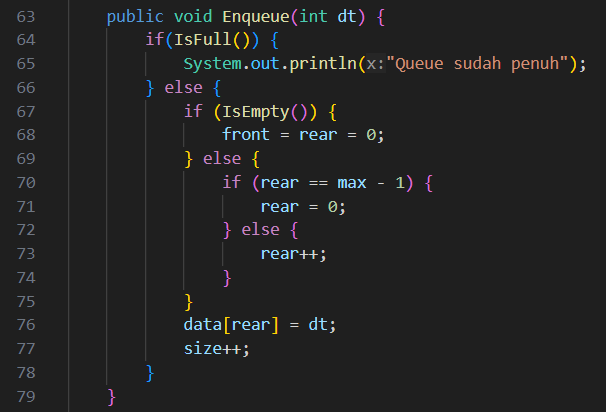 63 public void Enqueue(int dt) {
64 if(IsFull()) {
65 System.out.println(x:"Queue sudah penuh");
66 } else {
67 if (IsEmpty()) {
68 front = rear = 0;
69 } else {
70 if (rear == max - 1) {
71 rear = 0;
72 } else {
73 rear++;
74 }
75 }
76 data[rear] = dt;
77 size++;
78 }
79 }